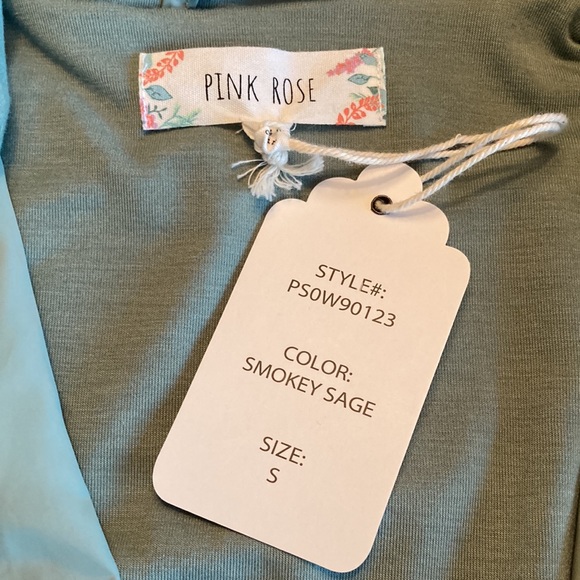 PINK ROSE
STYLE#:
PS0W90123
COLOR:
SMOKEY SAGE
SIZE:
S